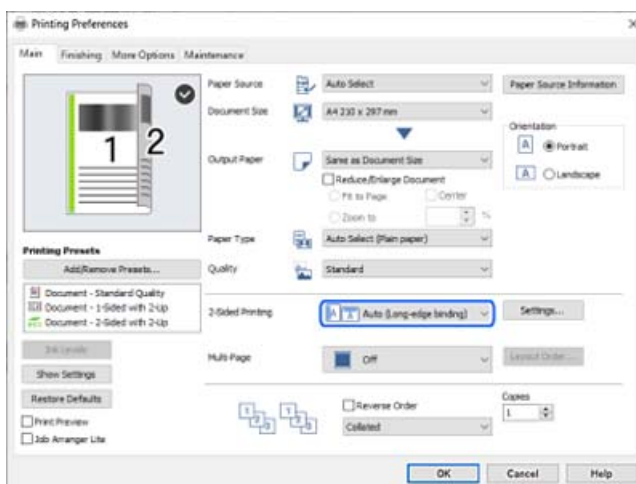 Printing Preferences
Main Finishing More Options Maintenance
1 2
Paper Source Auto Select Paper Source Information
Document Size A4 210 x 297 mm
Orientation
A Portrait
A Landscape
Output Paper Same as Document Size
Reduce/Enlarge Document
Fit to Page Center
Zoom to %
Paper Type Auto Select (Plain paper)
Printing Presets
Add/Remove Presets...
Quality Standard
Document - Standard Quality
Document - 1-Sided with 2-Up
Document - 2-Sided with 2-Up
2-Sided Printing Auto (Long-edge binding) Settings...
Ink Levels
Multi-Page Off Layout Order...
Show Settings
Restore Defaults
Print Preview
Job Arranger Lite
Reverse Order
Collated
Copies
1
OK Cancel Help